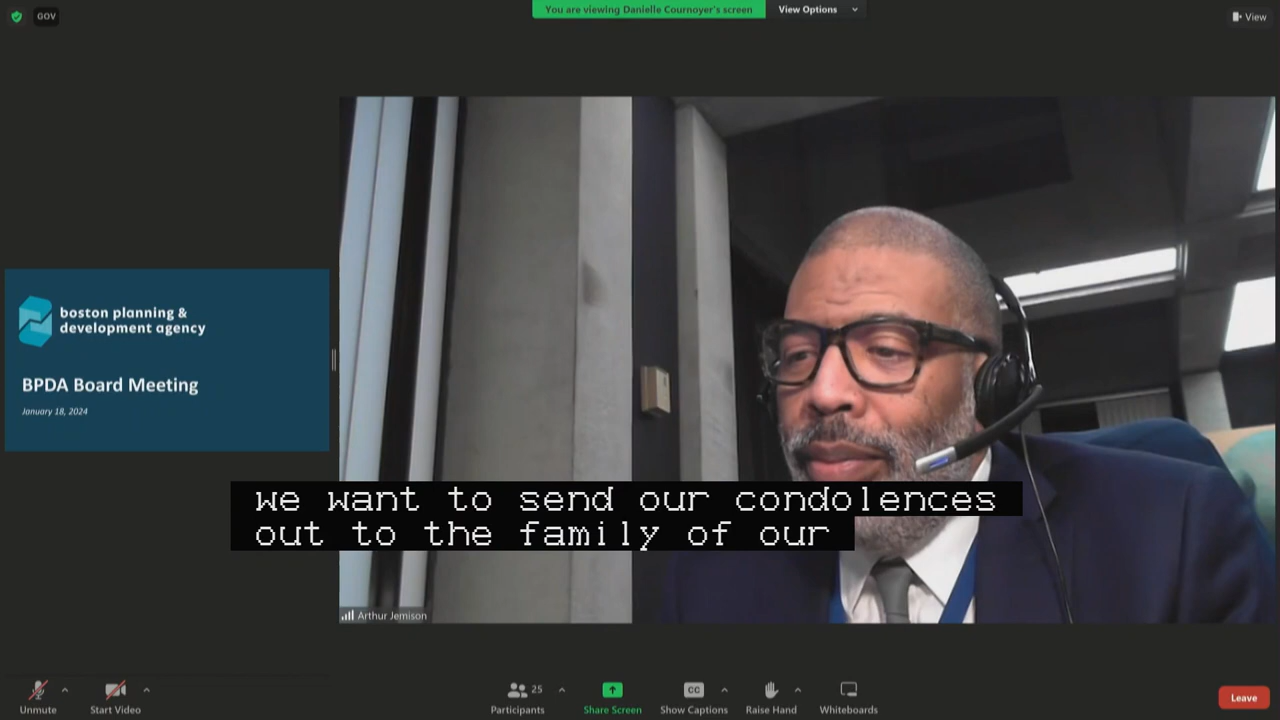 GOV
You are viewing Danielle Cournoyer's screen
View Options
View
boston planning &
development agency
BPDA Board Meeting
January 18, 2024
we want to send our condolences
out to the family of our
Arthur Jemison
Unmute
Start Video
25
Participants
Share Screen
CC
Show Captions
Raise Hand
Whiteboards
Leave